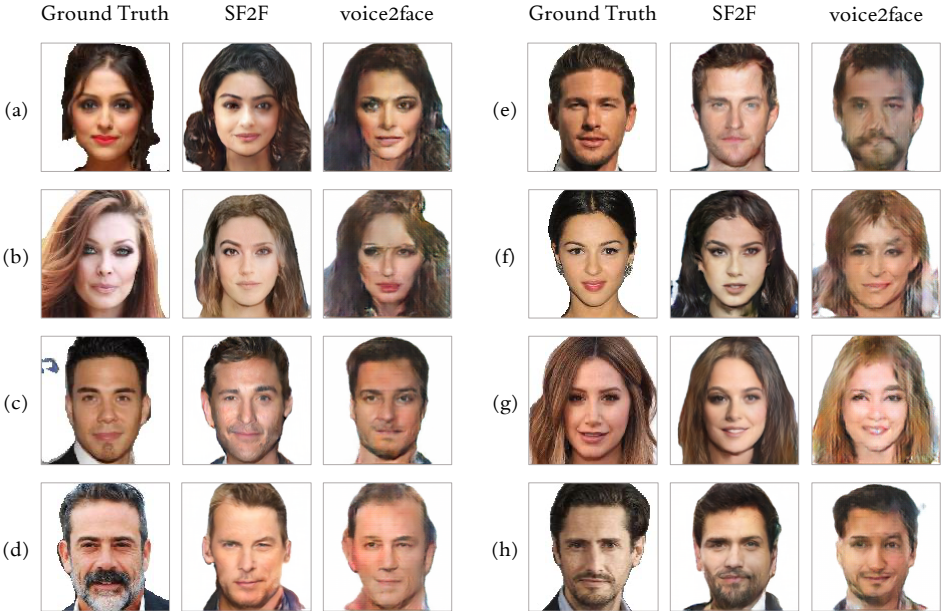 Ground Truth SF2F voice2face Ground Truth SF2F voice2face
(a) (e)
(b) (f)
(c) (g)
(d) (h)